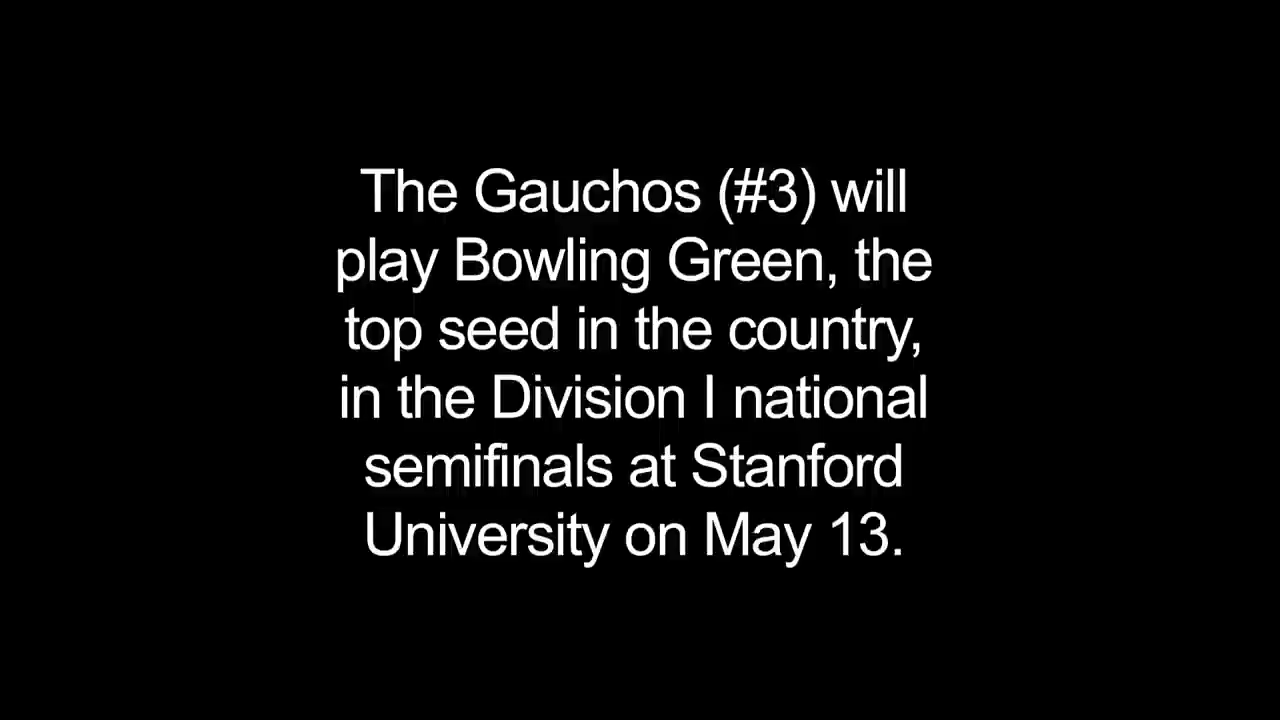 The Gauchos (#3) will
play Bowling Green, the
top seed in the country,
in the Division I national
semifinals at Stanford
University on May 13.